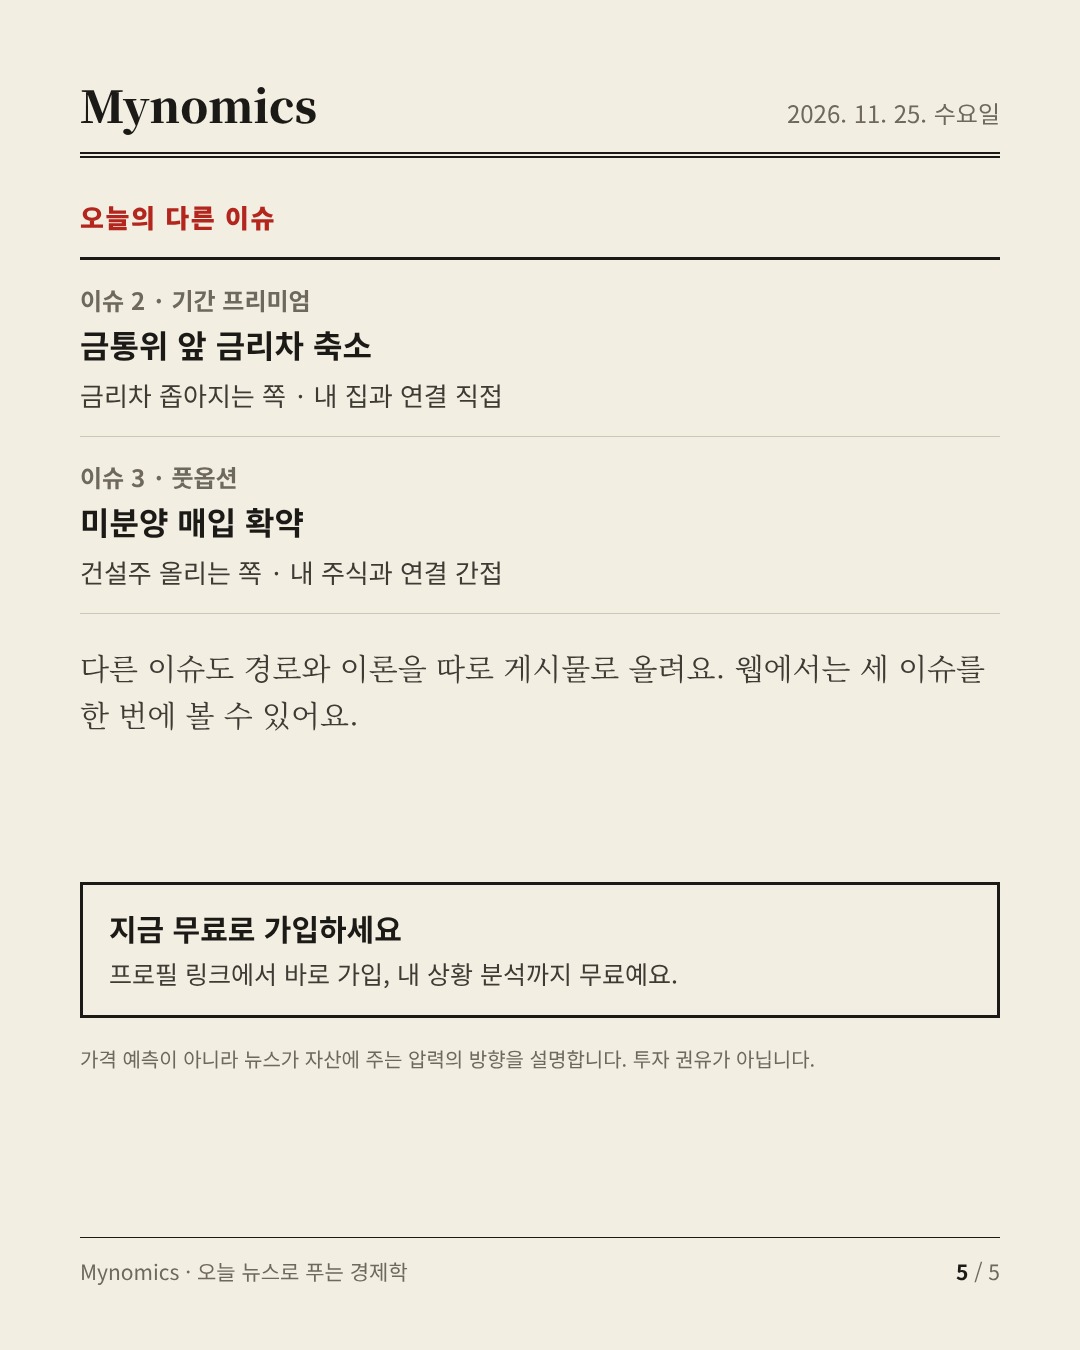 Mynomics
2026. 11. 25. 수요일
오늘의 다른 이슈
이슈 2 · 기간 프리미엄
금통위 앞 금리차 축소
금리차 좁아지는 쪽 · 내 집과 연결 직접
이슈 3 · 풋옵션
미분양 매입 확약
건설주 올리는 쪽 · 내 주식과 연결 간접
다른 이슈도 경로와 이론을 따로 게시물로 올려요. 웹에서는 세 이슈를
한 번에 볼 수 있어요.
지금 무료로 가입하세요
프로필 링크에서 바로 가입, 내 상황 분석까지 무료예요.
가격 예측이 아니라 뉴스가 자산에 주는 압력의 방향을 설명합니다. 투자 권유가 아닙니다.
Mynomics · 오늘 뉴스로 푸는 경제학
5 / 5